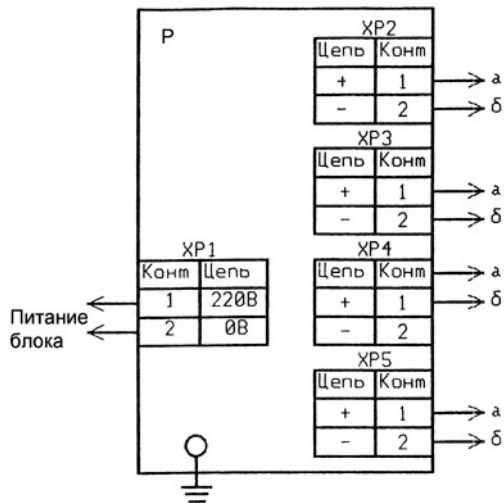 P
XP2
Цепь Конт
+ 1 а
- 2 б
XP3
Цепь Конт
+ 1 а
- 2 б
XP4
Цепь Конт а
+ 1 б
- 2
XP5
Цепь Конт
+ 1 а
- 2 б
XP1
Конт Цепь
1 220В
2 0В
Питание
блока